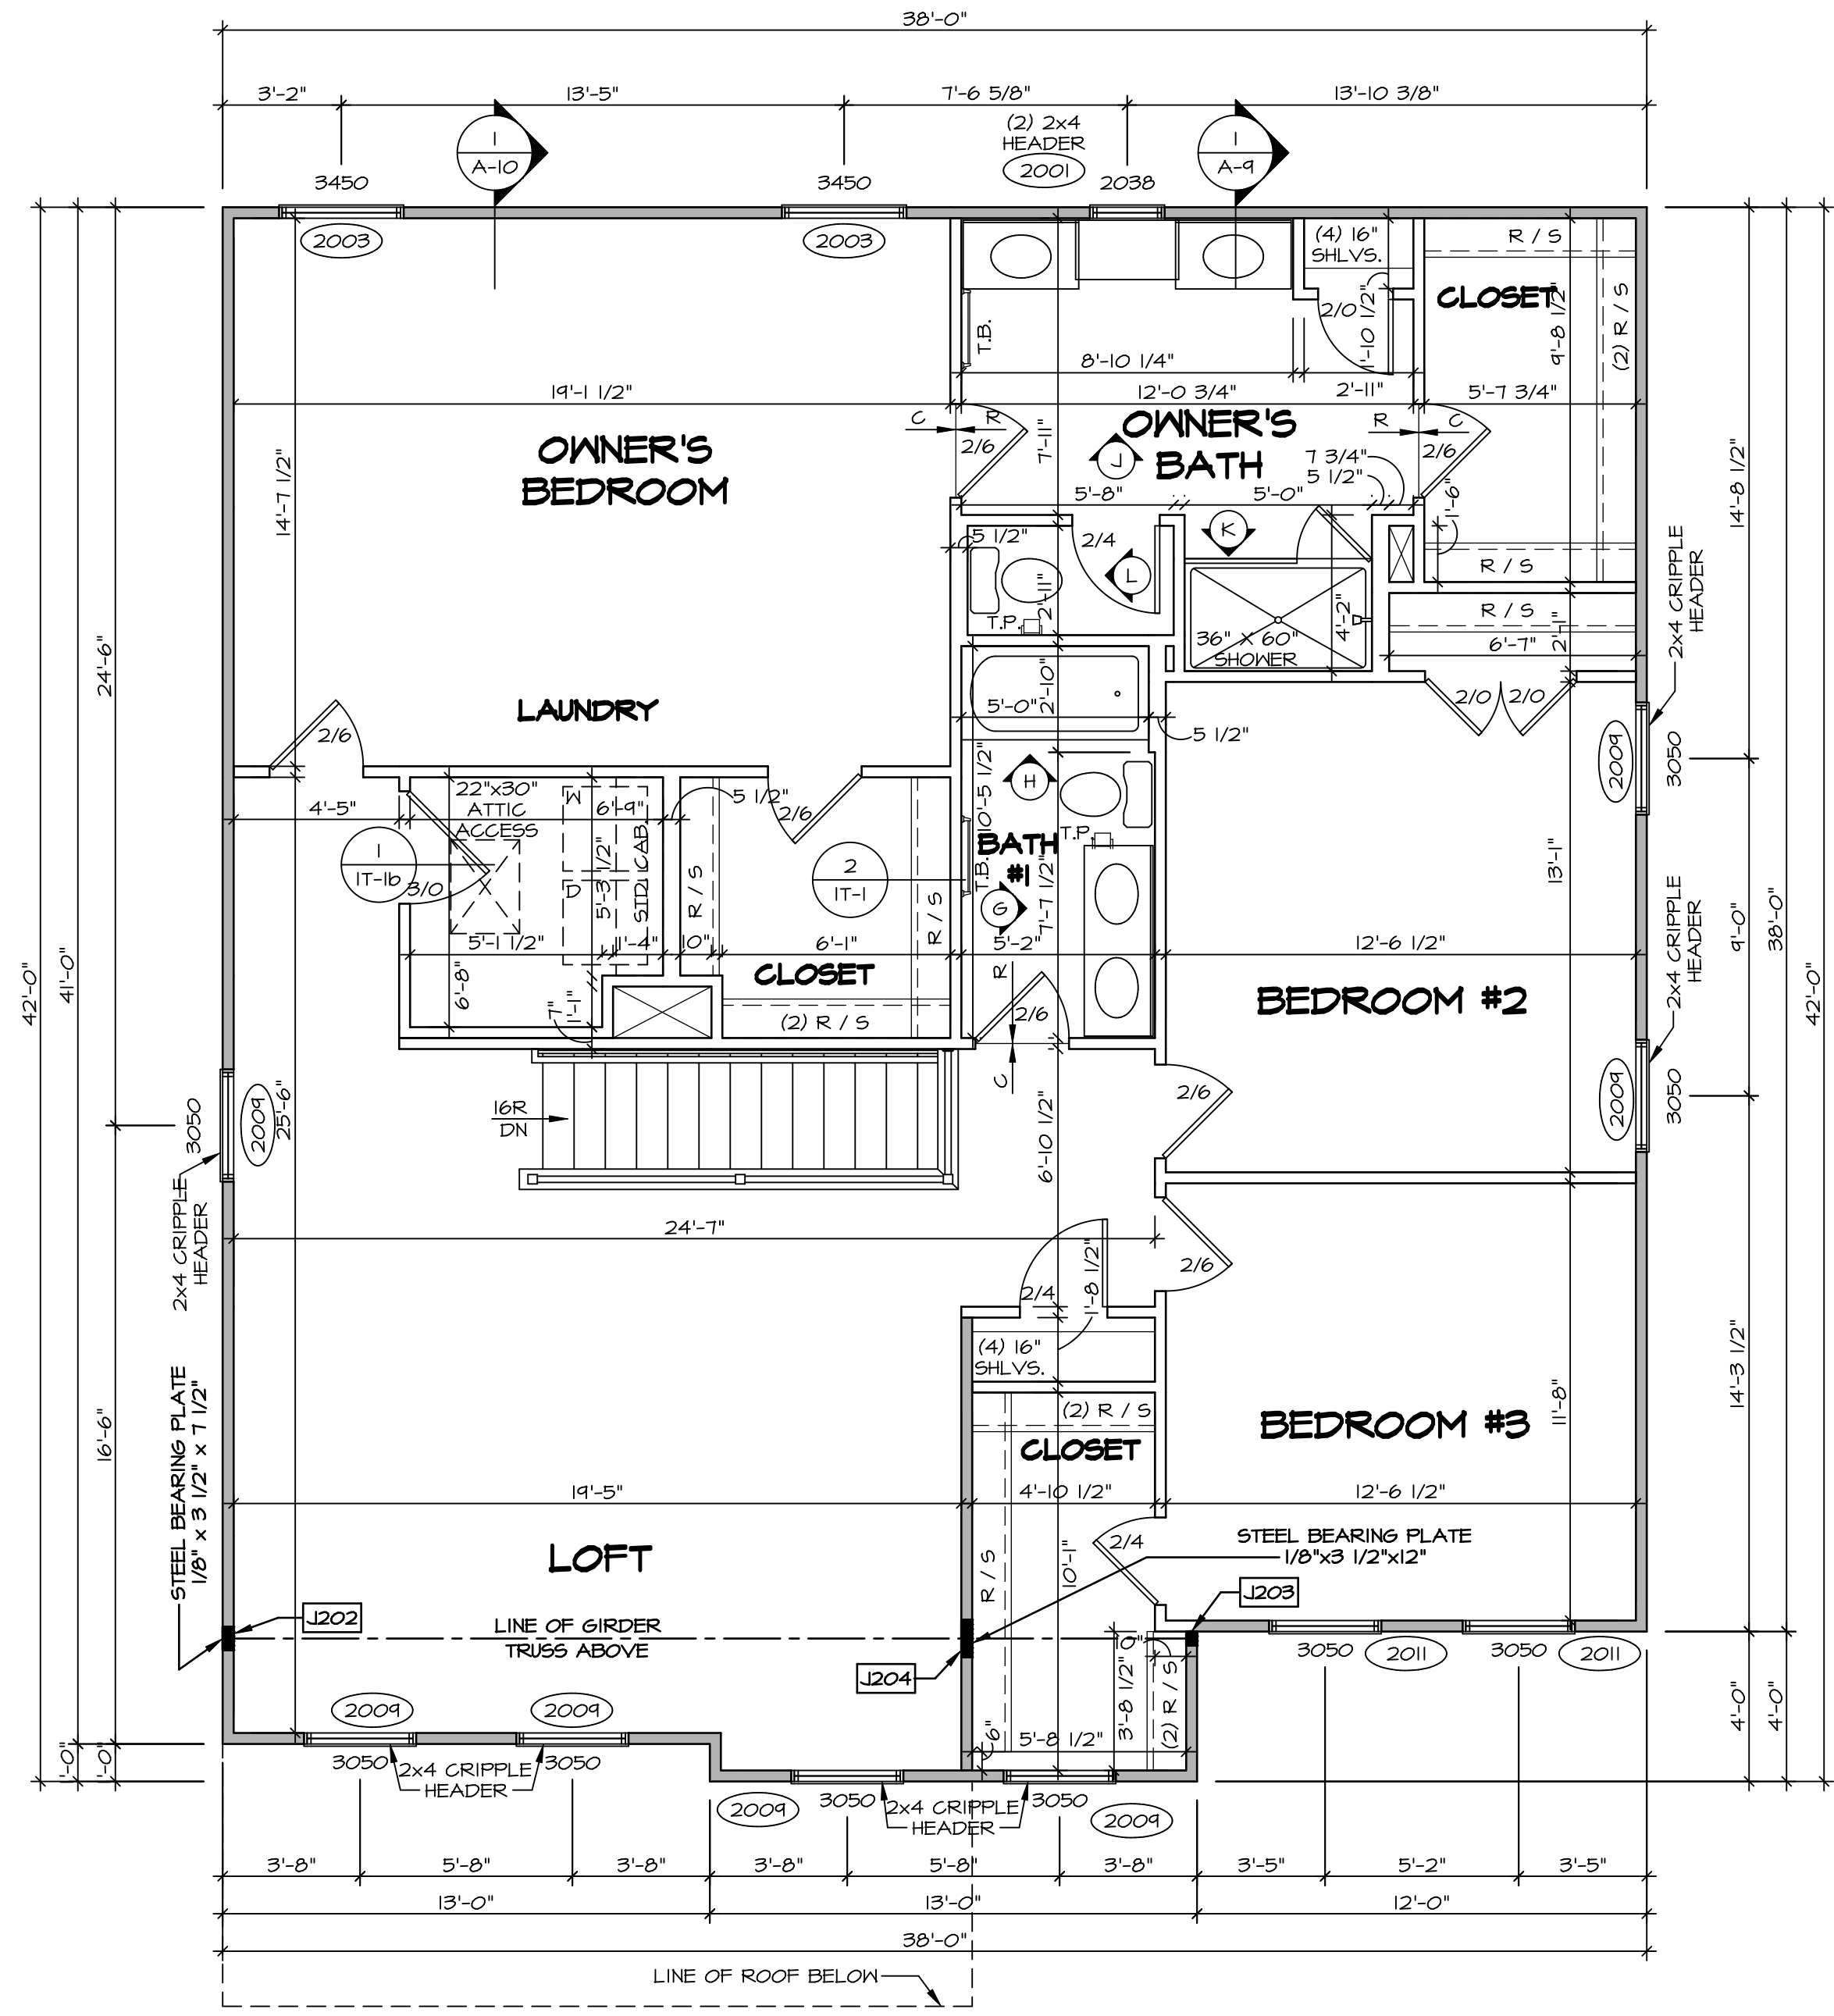 38'-0"
3'-2"
13'-5"
7'-6 5/8"
13'-10 3/8"
1
A-10
(2) 2x4
HEADER
2001
1
A-9
3450
3450
2038
2003
2003
(4) 16"
SHLVS.
R / S
CLOSET
2/0
1'-10 1/2"
9'-8 1/2"
(2) R / S
T.B.
8'-10 1/4"
19'-1 1/2"
12'-0 3/4"
2'-11"
5'-7 3/4"
C
R
2/6
7'-11"
OWNER'S
BATH
J
R
C
2/6
7 3/4"
5 1/2"
OWNER'S
BEDROOM
14'-7 1/2"
5'-8"
5'-0"
1'-6"
14'-8 1/2"
5 1/2"
2/4
K
L
R / S
2x4 CRIPPLE
HEADER
2'-11"
T.P.
36" X 60"
SHOWER
4'-2"
R / S
6'-7"
2'-1"
24'-6"
LAUNDRY
2/6
5'-0"
2'-10"
5 1/2"
2/0
2/0
2009
3050
4'-5"
22"x30"
ATTIC
ACCESS
W
6'-9"
5 1/2"
2/6
10'-5 1/2"
H
T.P.
BATH
#1
T.B.
G
7'-7 1/2"
1
IT-1b
3/0
D
5'-3 1/2"
SID CAB.
R / S
2
IT-1
R / S
13'-1"
2x4 CRIPPLE
HEADER
9'-0"
38'-0"
42'-0"
42'-0"
41'-0"
5'-1 1/2"
1'-4"
10"
6'-1"
5'-2"
12'-6 1/2"
6'-8"
CLOSET
R
BEDROOM #2
7"
1'-1"
(2) R / S
2/6
C
16R
DN
3050
2009
25'-6"
2/6
2009
3050
6'-10 1/2"
2x4 CRIPPLE
HEADER
24'-7"
2/6
2/4
1'-8 1/2"
(4) 16"
SHLVS.
14'-3 1/2"
STEEL BEARING PLATE
1/8" x 3 1/2" x 7 1/2"
16'-6"
(2) R / S
CLOSET
BEDROOM #3
11'-8"
19'-5"
4'-10 1/2"
12'-6 1/2"
LOFT
R / S
10'-1"
2/4
STEEL BEARING PLATE
1/8"x3 1/2"x12"
J203
J202
LINE OF GIRDER
TRUSS ABOVE
J204
10"
3'-8 1/2"
(2) R / S
3050
2011
3050
2011
2009
2009
6"
5'-8 1/2"
4'-0"
4'-0"
1'-0"
1'-0"
3050
2x4 CRIPPLE
HEADER
3050
2009
3050
2x4 CRIPPLE
HEADER
3050
2009
3'-8"
5'-8"
3'-8"
3'-8"
5'-8"
3'-8"
3'-5"
5'-2"
3'-5"
13'-0"
13'-0"
12'-0"
38'-0"
LINE OF ROOF BELOW